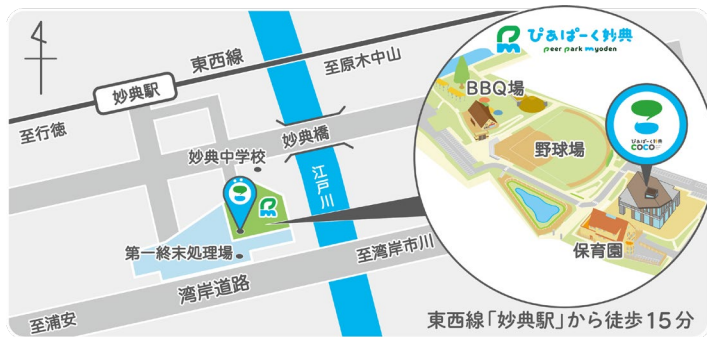 東西線
至原木中山
妙典駅
至行徳
妙典橋
妙典中学校
江戸川
第一終末処理場
湾岸道路
至湾岸市川
至浦安
ぴあぱーく妙典
peer park myoden
BBQ場
野球場
ぴあぱーく妙典
COCO
保育園
東西線「妙典駅」から徒歩15分